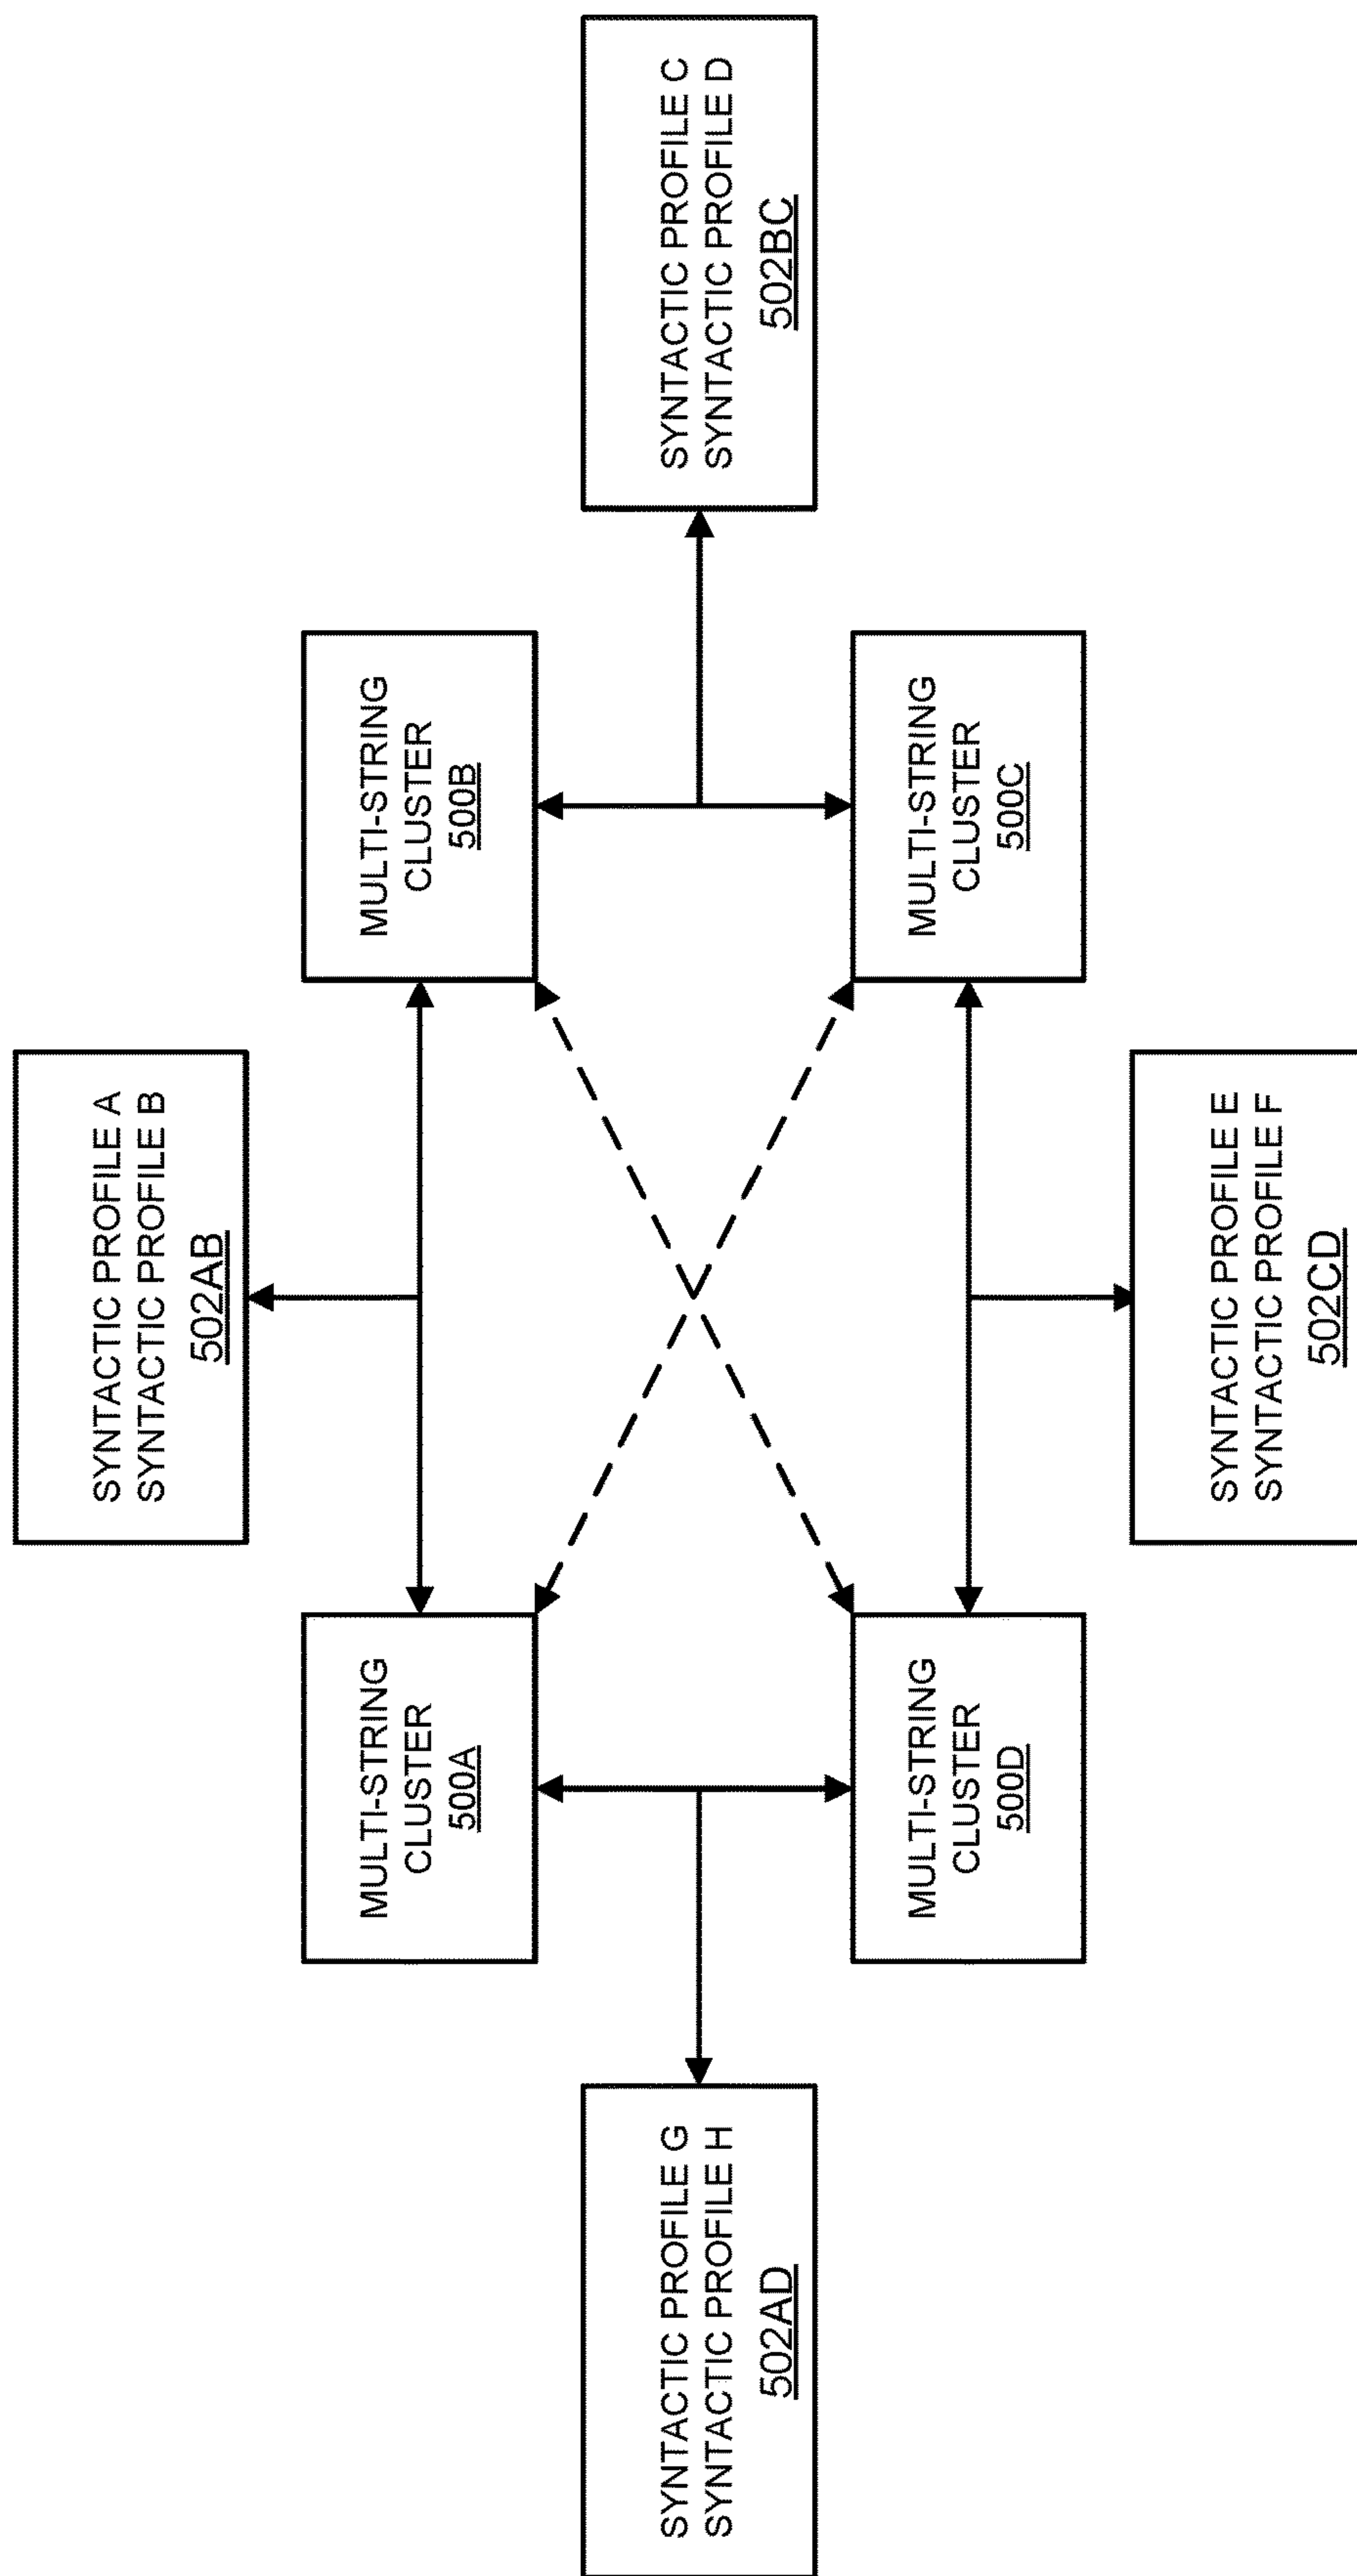 SYNTACTIC PROFILE A
SYNTACTIC PROFILE B
502AB
MULTI-STRING
CLUSTER
500A
MULTI-STRING
CLUSTER
500B
SYNTACTIC PROFILE G
SYNTACTIC PROFILE H
502AD
SYNTACTIC PROFILE C
SYNTACTIC PROFILE D
502BC
MULTI-STRING
CLUSTER
500D
MULTI-STRING
CLUSTER
500C
SYNTACTIC PROFILE E
SYNTACTIC PROFILE F
502CD